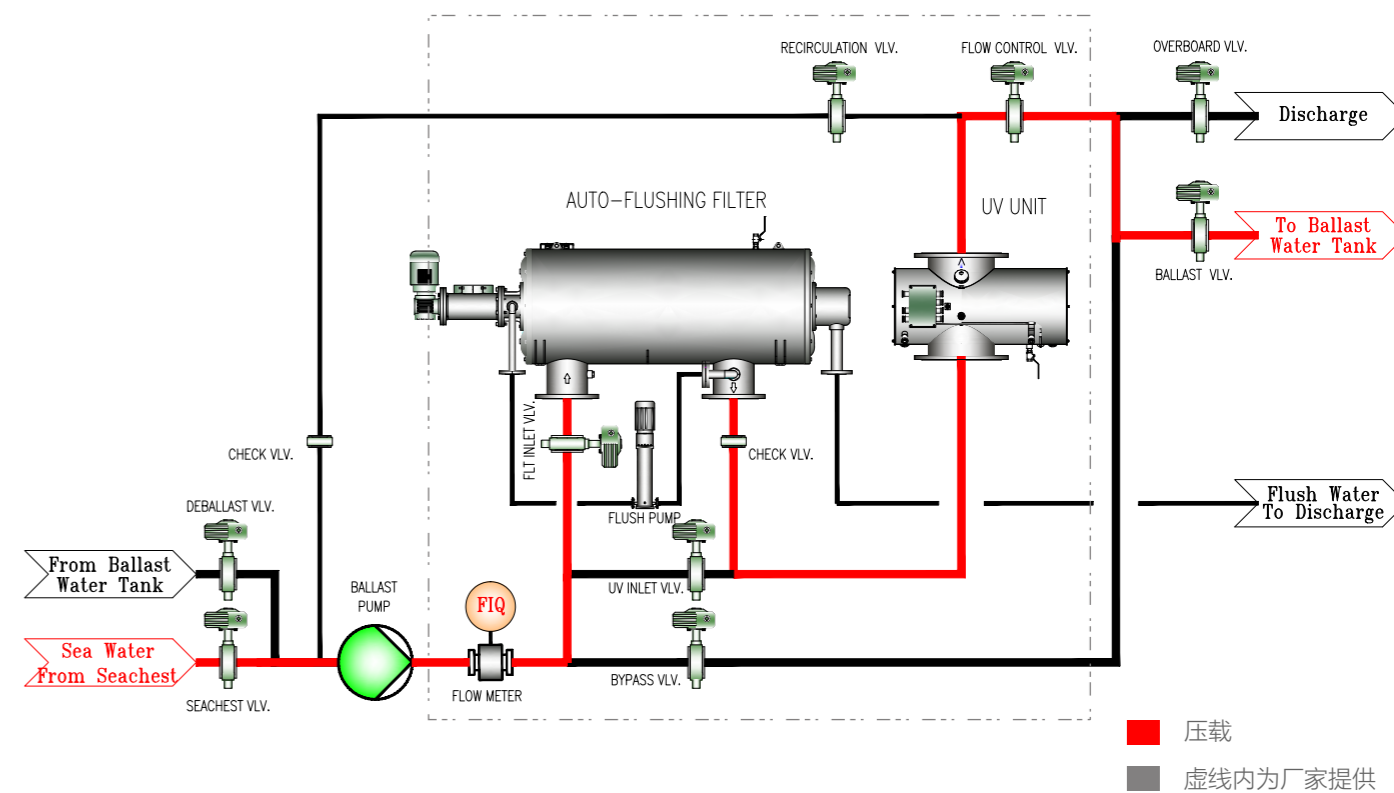 RECIRCULATION VLV.
FLOW CONTROL VLV.
OVERBOARD VLV.
Discharge
AUTO-FLUSHING FILTER
UV UNIT
To Ballast
Water Tank
BALLAST VLV.
FLT INLET VLV.
CHECK VLV.
CHECK VLV.
DEBALLAST VLV.
FLUSH PUMP
Flush Water
To Discharge
From Ballast
Water Tank
BALLAST
PUMP
FIQ
UV INLET VLV.
Sea Water
From Seachest
SEACHEST VLV.
FLOW METER
BYPASS VLV.
压载
虚线内为厂家提供